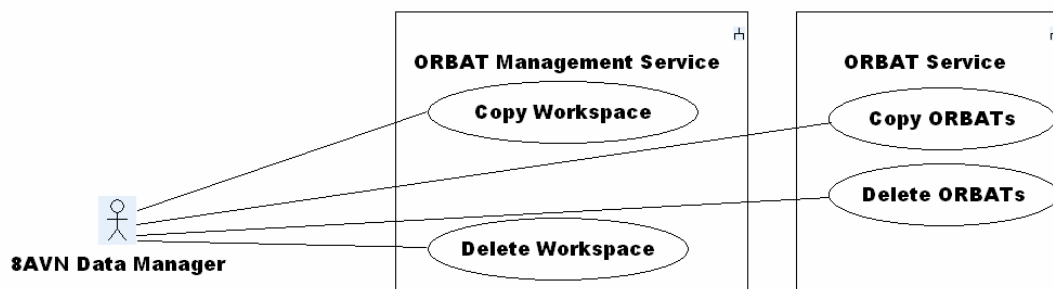 ORBAT Management Service
ORBAT Service
Copy Workspace
Copy ORBATs
Delete ORBATs
Delete Workspace
8AVN Data Manager